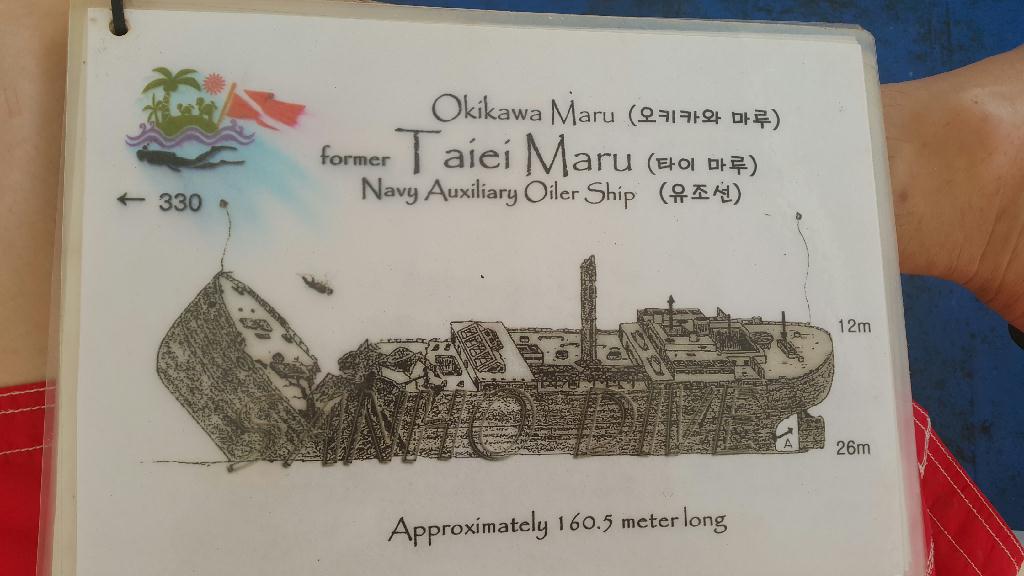 Okikawa Maru (오키카와 마루)
former Taiei Maru (타이 마루)
Navy Auxiliary Oiler Ship (유조선)
← 330
12m
A
26m
Approximately 160.5 meter long